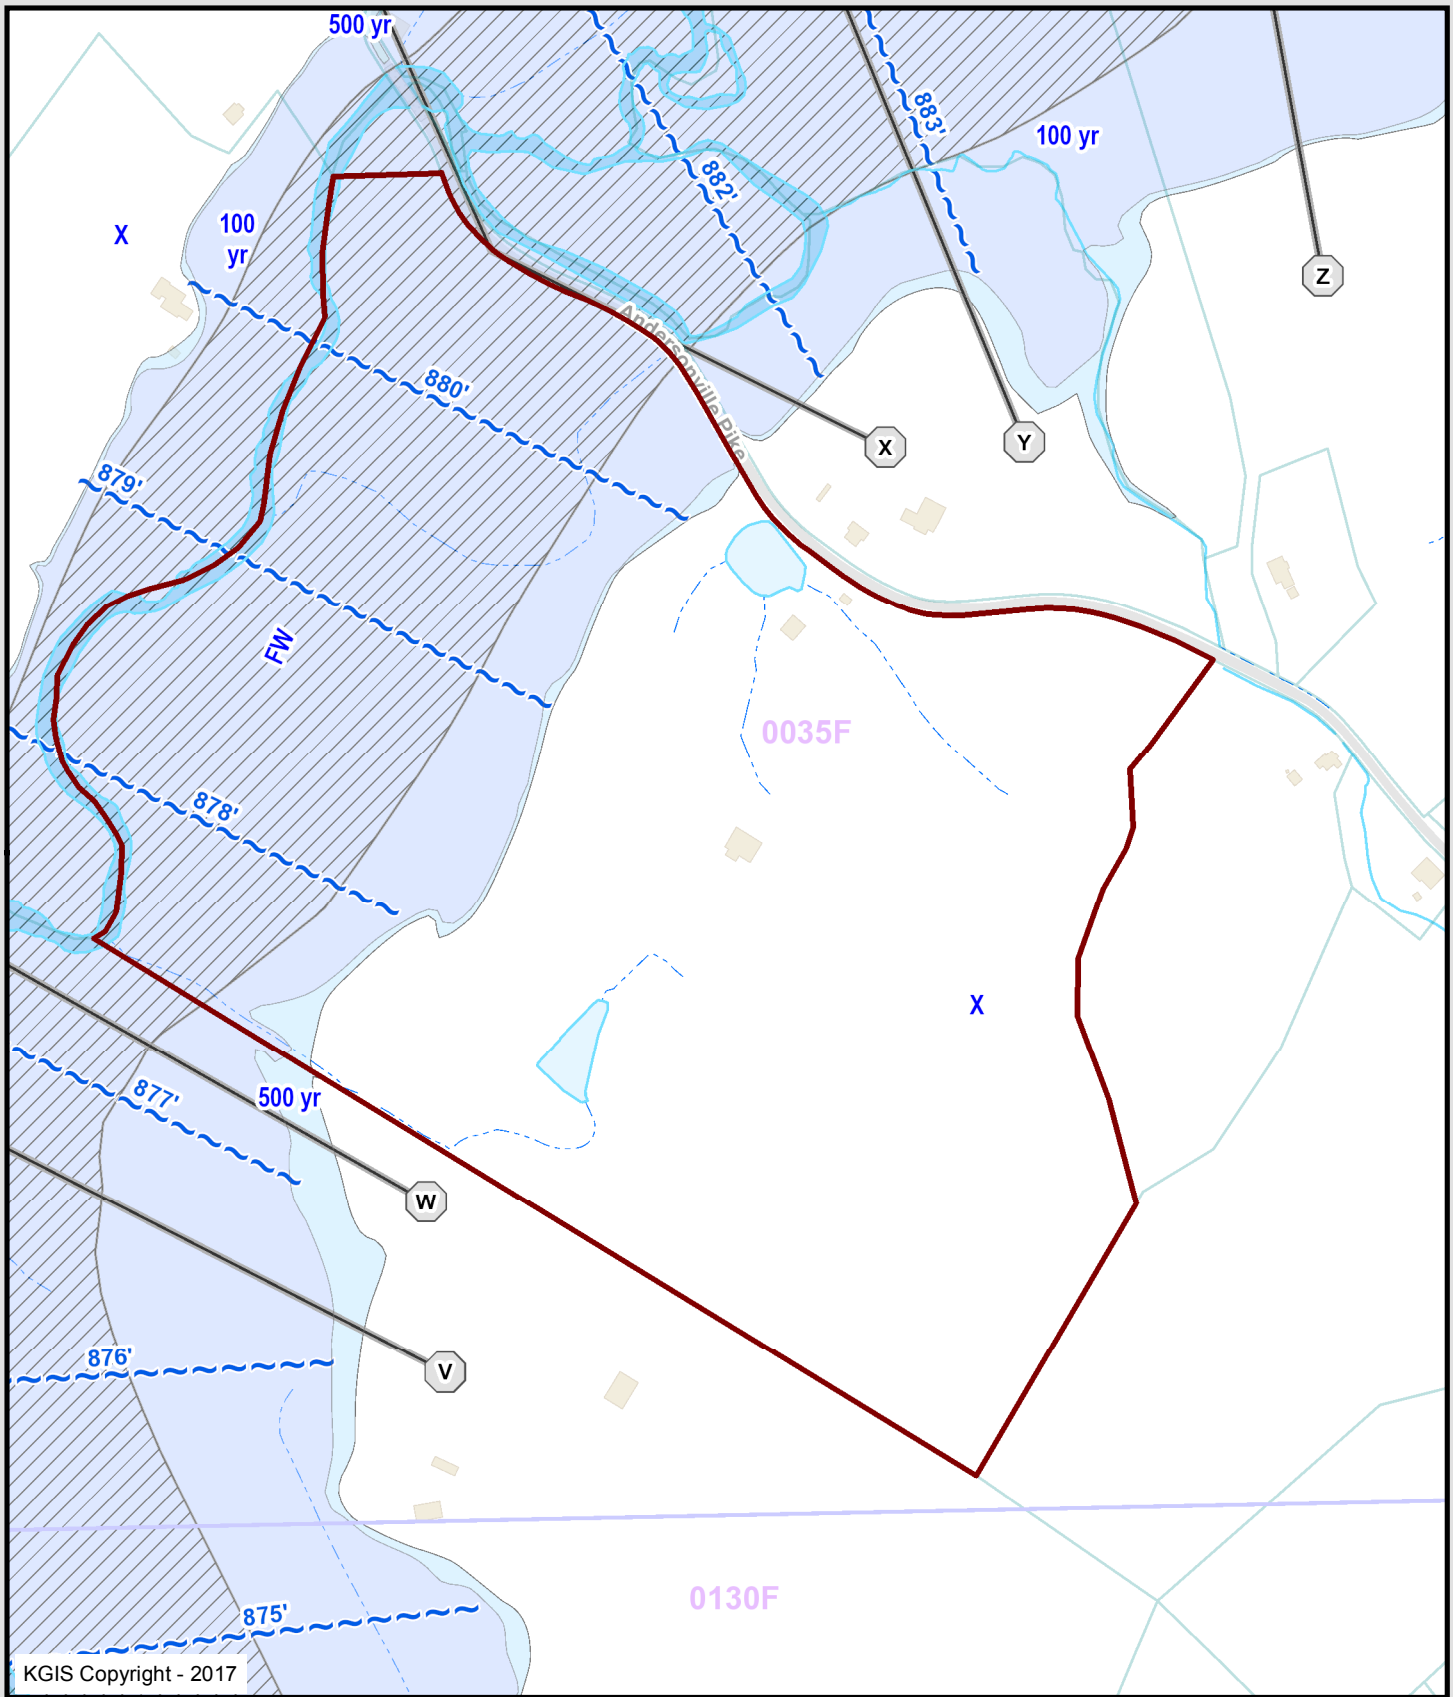 500 yr
883'
100 yr
882'
100
yr
X
Z
Andersonville Pike
880'
Y
X
879'
FW
0035F
878'
X
877'
500 yr
W
876'
V
0130F
875'
KGIS Copyright - 2017